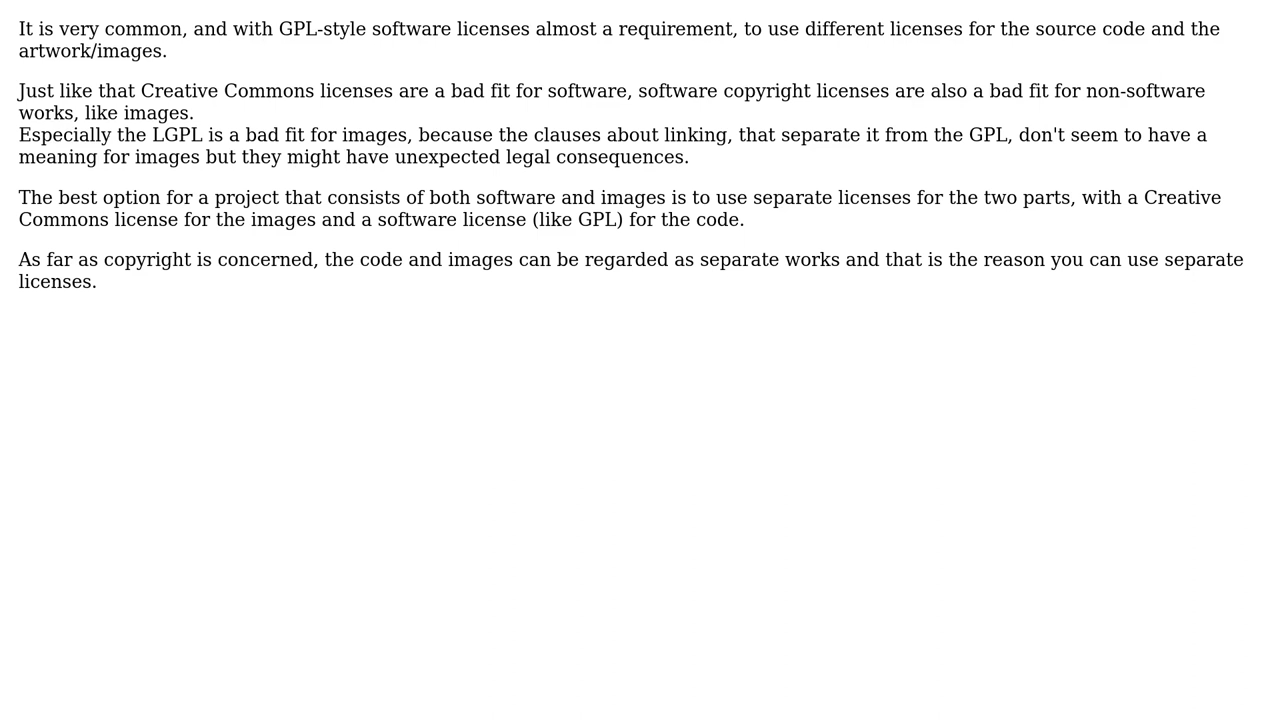 It is very common, and with GPL-style software licenses almost a requirement, to use different licenses for the source code and the
artwork/images.
Just like that Creative Commons licenses are a bad fit for software, software copyright licenses are also a bad fit for non-software
works, like images.
Especially the LGPL is a bad fit for images, because the clauses about linking, that separate it from the GPL, don't seem to have a
meaning for images but they might have unexpected legal consequences.
The best option for a project that consists of both software and images is to use separate licenses for the two parts, with a Creative
Commons license for the images and a software license (like GPL) for the code.
As far as copyright is concerned, the code and images can be regarded as separate works and that is the reason you can use separate
licenses.